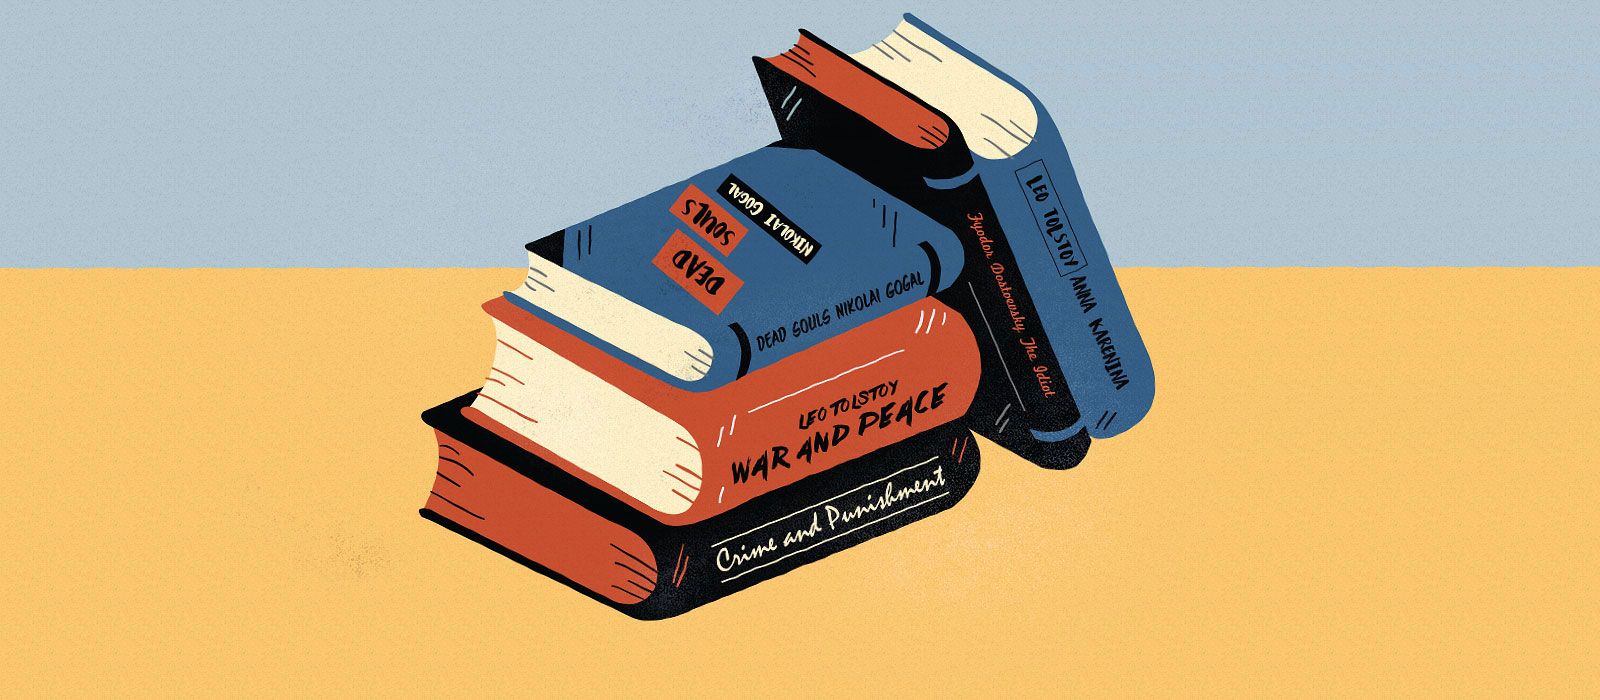 NIKOLAI GOGAL
DEAD
SOULS
DEAD SOULS NIKOLAI GOGAL
LEO TOLSTOY
WAR AND PEACE
Crime and Punishment
Fyodor Dostoevsky The Idiot
LEO TOLSTOY ANNA KARENINA